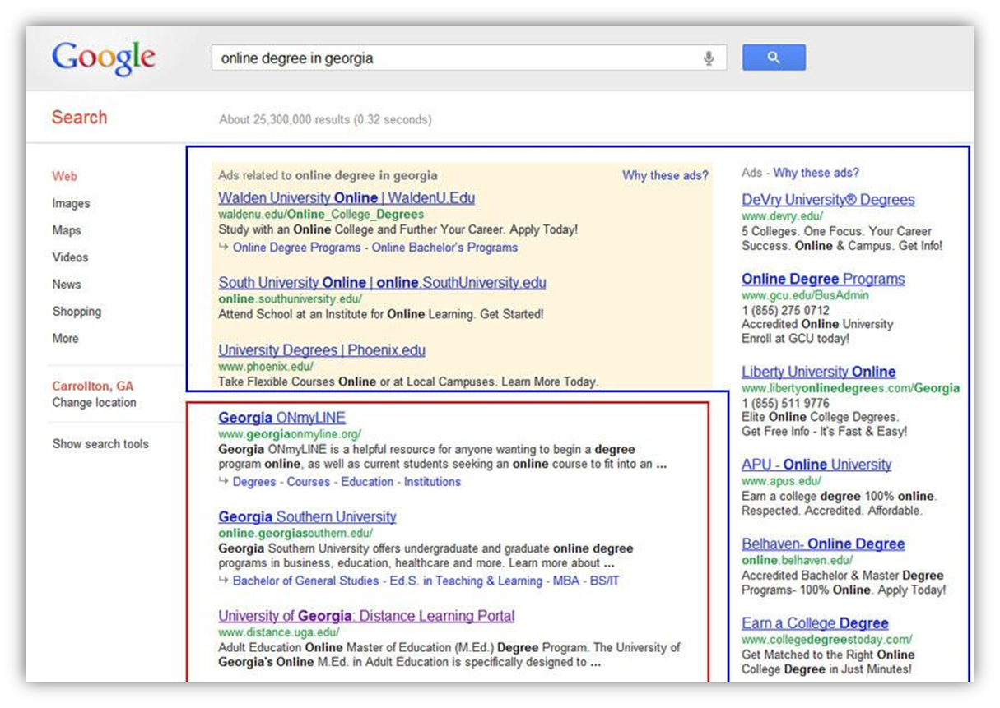 Google
online degree in georgia
Search
About 25,300,000 results (0.32 seconds)
Web
Images
Maps
Videos
News
Shopping
More
Carrollton, GA
Change location
Show search tools
Ads related to online degree in georgia
Why these ads?
Walden University Online | WaldenU.Edu
waldenu.edu/Online_College_Degrees
Study with an Online College and Further Your Career. Apply Today!
↪ Online Degree Programs - Online Bachelor's Programs
South University Online | online.SouthUniversity.edu
online.southuniversity.edu/
Attend School at an Institute for Online Learning. Get Started!
University Degrees | Phoenix.edu
www.phoenix.edu/
Take Flexible Courses Online or at Local Campuses. Learn More Today.
Georgia ONmyLINE
www.georgiaonmyline.org/
Georgia ONmyLINE is a helpful resource for anyone wanting to begin a degree
program online, as well as current students seeking an online course to fit into an ...
↪ Degrees - Courses - Education - Institutions
Georgia Southern University
online.georgiasouthern.edu/
Georgia Southern University offers undergraduate and graduate online degree
programs in business, education, healthcare and more. Learn more about ...
↪ Bachelor of General Studies - Ed.S. in Teaching & Learning - MBA - BS/IT
University of Georgia: Distance Learning Portal
www.distance.uga.edu/
Adult Education Online Master of Education (M.Ed.) Degree Program. The University of
Georgia's Online M.Ed. in Adult Education is specifically designed to ...
Ads - Why these ads?
DeVry University® Degrees
www.devry.edu/
5 Colleges. One Focus. Your Career
Success. Online & Campus. Get Info!
Online Degree Programs
www.gcu.edu/BusAdmin
1 (855) 275 0712
Accredited Online University
Enroll at GCU today!
Liberty University Online
www.libertyonlinedegrees.com/Georgia
1 (855) 511 9776
Elite Online College Degrees.
Get Free Info - It's Fast & Easy!
APU - Online University
www.apus.edu/
Earn a college degree 100% online.
Respected. Accredited. Affordable.
Belhaven- Online Degree
online.belhaven.edu/
Accredited Bachelor & Master Degree
Programs- 100% Online. Apply Today!
Earn a College Degree
www.collegedegreestoday.com/
Get Matched to the Right Online
College Degree in Just Minutes!